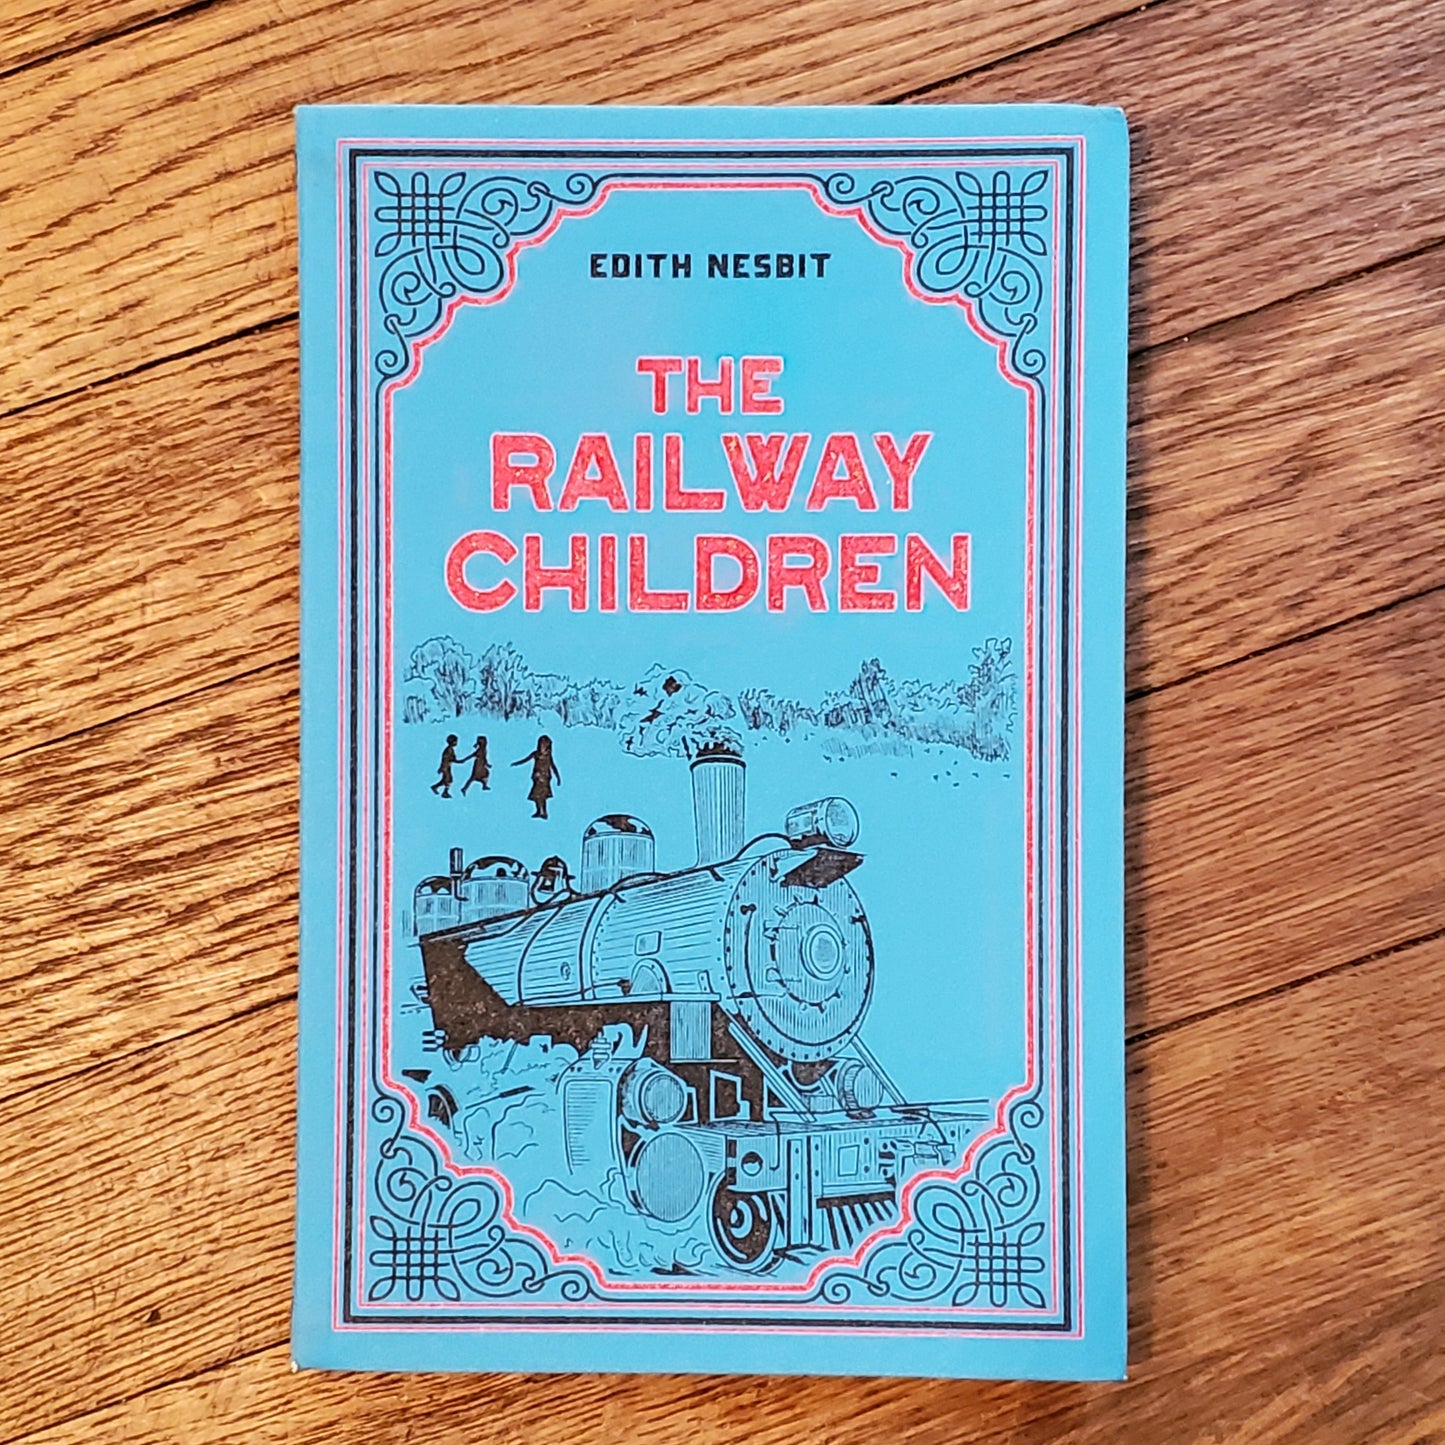 EDITH NESBIT
THE
RAILWAY
CHILDREN